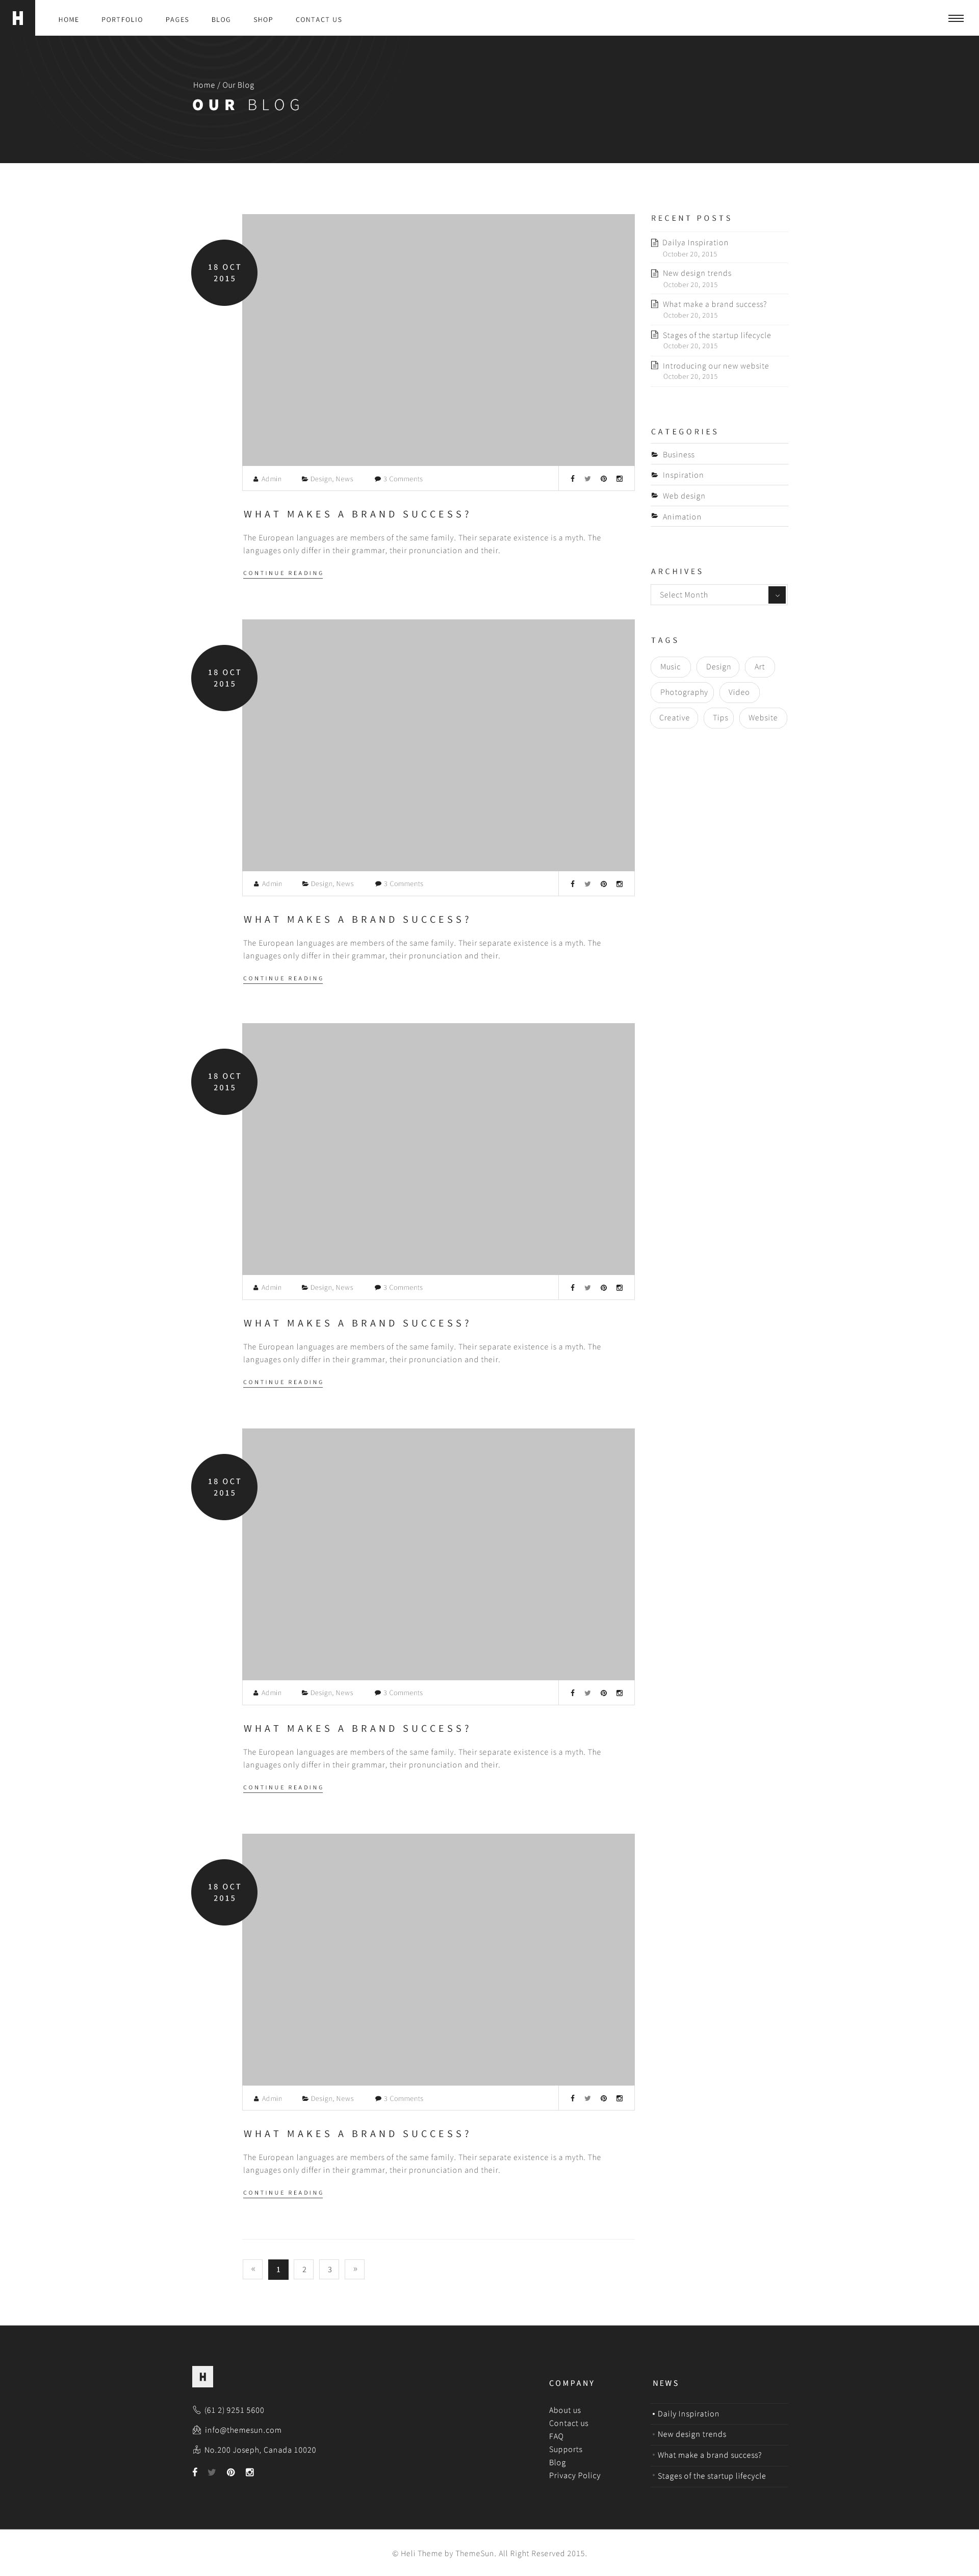 H
HOME PORTFOLIO PAGES BLOG SHOP CONTACT US
Home / Our Blog
OUR BLOG
18 OCT
2015
Admin Design, News 3 Comments
WHAT MAKES A BRAND SUCCESS?
The European languages are members of the same family. Their separate existence is a myth. The
languages only differ in their grammar, their pronunciation and their.
CONTINUE READING
18 OCT
2015
Admin Design, News 3 Comments
WHAT MAKES A BRAND SUCCESS?
The European languages are members of the same family. Their separate existence is a myth. The
languages only differ in their grammar, their pronunciation and their.
CONTINUE READING
18 OCT
2015
Admin Design, News 3 Comments
WHAT MAKES A BRAND SUCCESS?
The European languages are members of the same family. Their separate existence is a myth. The
languages only differ in their grammar, their pronunciation and their.
CONTINUE READING
18 OCT
2015
Admin Design, News 3 Comments
WHAT MAKES A BRAND SUCCESS?
The European languages are members of the same family. Their separate existence is a myth. The
languages only differ in their grammar, their pronunciation and their.
CONTINUE READING
18 OCT
2015
Admin Design, News 3 Comments
WHAT MAKES A BRAND SUCCESS?
The European languages are members of the same family. Their separate existence is a myth. The
languages only differ in their grammar, their pronunciation and their.
CONTINUE READING
« 1 2 3 »
RECENT POSTS
Dailya Inspiration
October 20, 2015
New design trends
October 20, 2015
What make a brand success?
October 20, 2015
Stages of the startup lifecycle
October 20, 2015
Introducing our new website
October 20, 2015
CATEGORIES
Business
Inspiration
Web design
Animation
ARCHIVES
Select Month
TAGS
Music Design Art
Photography Video
Creative Tips Website
H
(61 2) 9251 5600
info@themesun.com
No.200 Joseph, Canada 10020
COMPANY
About us
Contact us
FAQ
Supports
Blog
Privacy Policy
NEWS
• Daily Inspiration
• New design trends
• What make a brand success?
• Stages of the startup lifecycle
© Heli Theme by ThemeSun. All Right Reserved 2015.